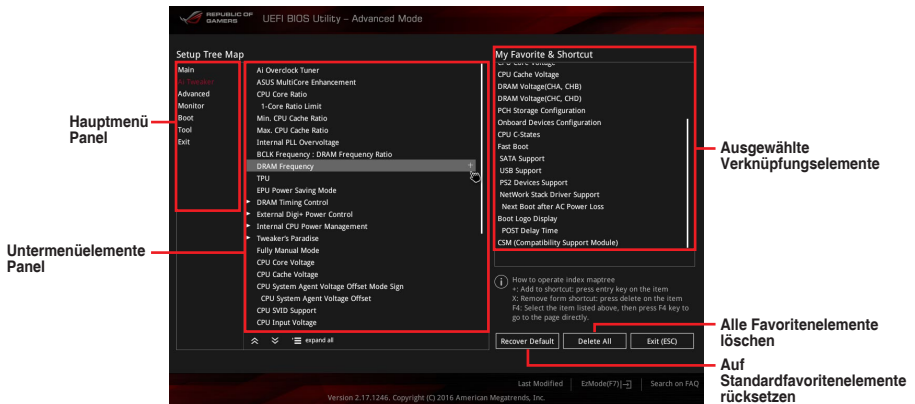 REPUBLIC OF
GAMERS
UEFI BIOS Utility – Advanced Mode
Setup Tree Map
Main
Ai Tweaker
Advanced
Monitor
Boot
Tool
Exit
Ai Overclock Tuner
ASUS MultiCore Enhancement
CPU Core Ratio
1-Core Ratio Limit
Min. CPU Cache Ratio
Max. CPU Cache Ratio
Internal PLL Overvoltage
BCLK Frequency : DRAM Frequency Ratio
DRAM Frequency +
TPU
EPU Power Saving Mode
DRAM Timing Control
External Digi+ Power Control
Internal CPU Power Management
Tweaker's Paradise
Fully Manual Mode
CPU Core Voltage
CPU Cache Voltage
CPU System Agent Voltage Offset Mode Sign
CPU System Agent Voltage Offset
CPU SVID Support
CPU Input Voltage
expand all
My Favorite & Shortcut
CPU Core Voltage
CPU Cache Voltage
DRAM Voltage(CHA, CHB)
DRAM Voltage(CHC, CHD)
PCH Storage Configuration
Onboard Devices Configuration
CPU C-States
Fast Boot
SATA Support
USB Support
PS2 Devices Support
NetWork Stack Driver Support
Next Boot after AC Power Loss
Boot Logo Display
POST Delay Time
CSM (Compatibility Support Module)
How to operate index maptree
+: Add to shortcut: press entry key on the item
X: Remove form shortcut: press delete on the item
F4: Select the item listed above, then press F4 key to
go to the page directly.
Recover Default
Delete All
Exit (ESC)
Last Modified
EzMode(F7)
Search on FAQ
Version 2.17.1246. Copyright (C) 2016 American Megatrends, Inc.
Hauptmenü
Panel
Untermenüelemente
Panel
Ausgewählte
Verknüpfungselemente
Alle Favoritenelemente
löschen
Auf
Standardfavoritenelemente
rücksetzen